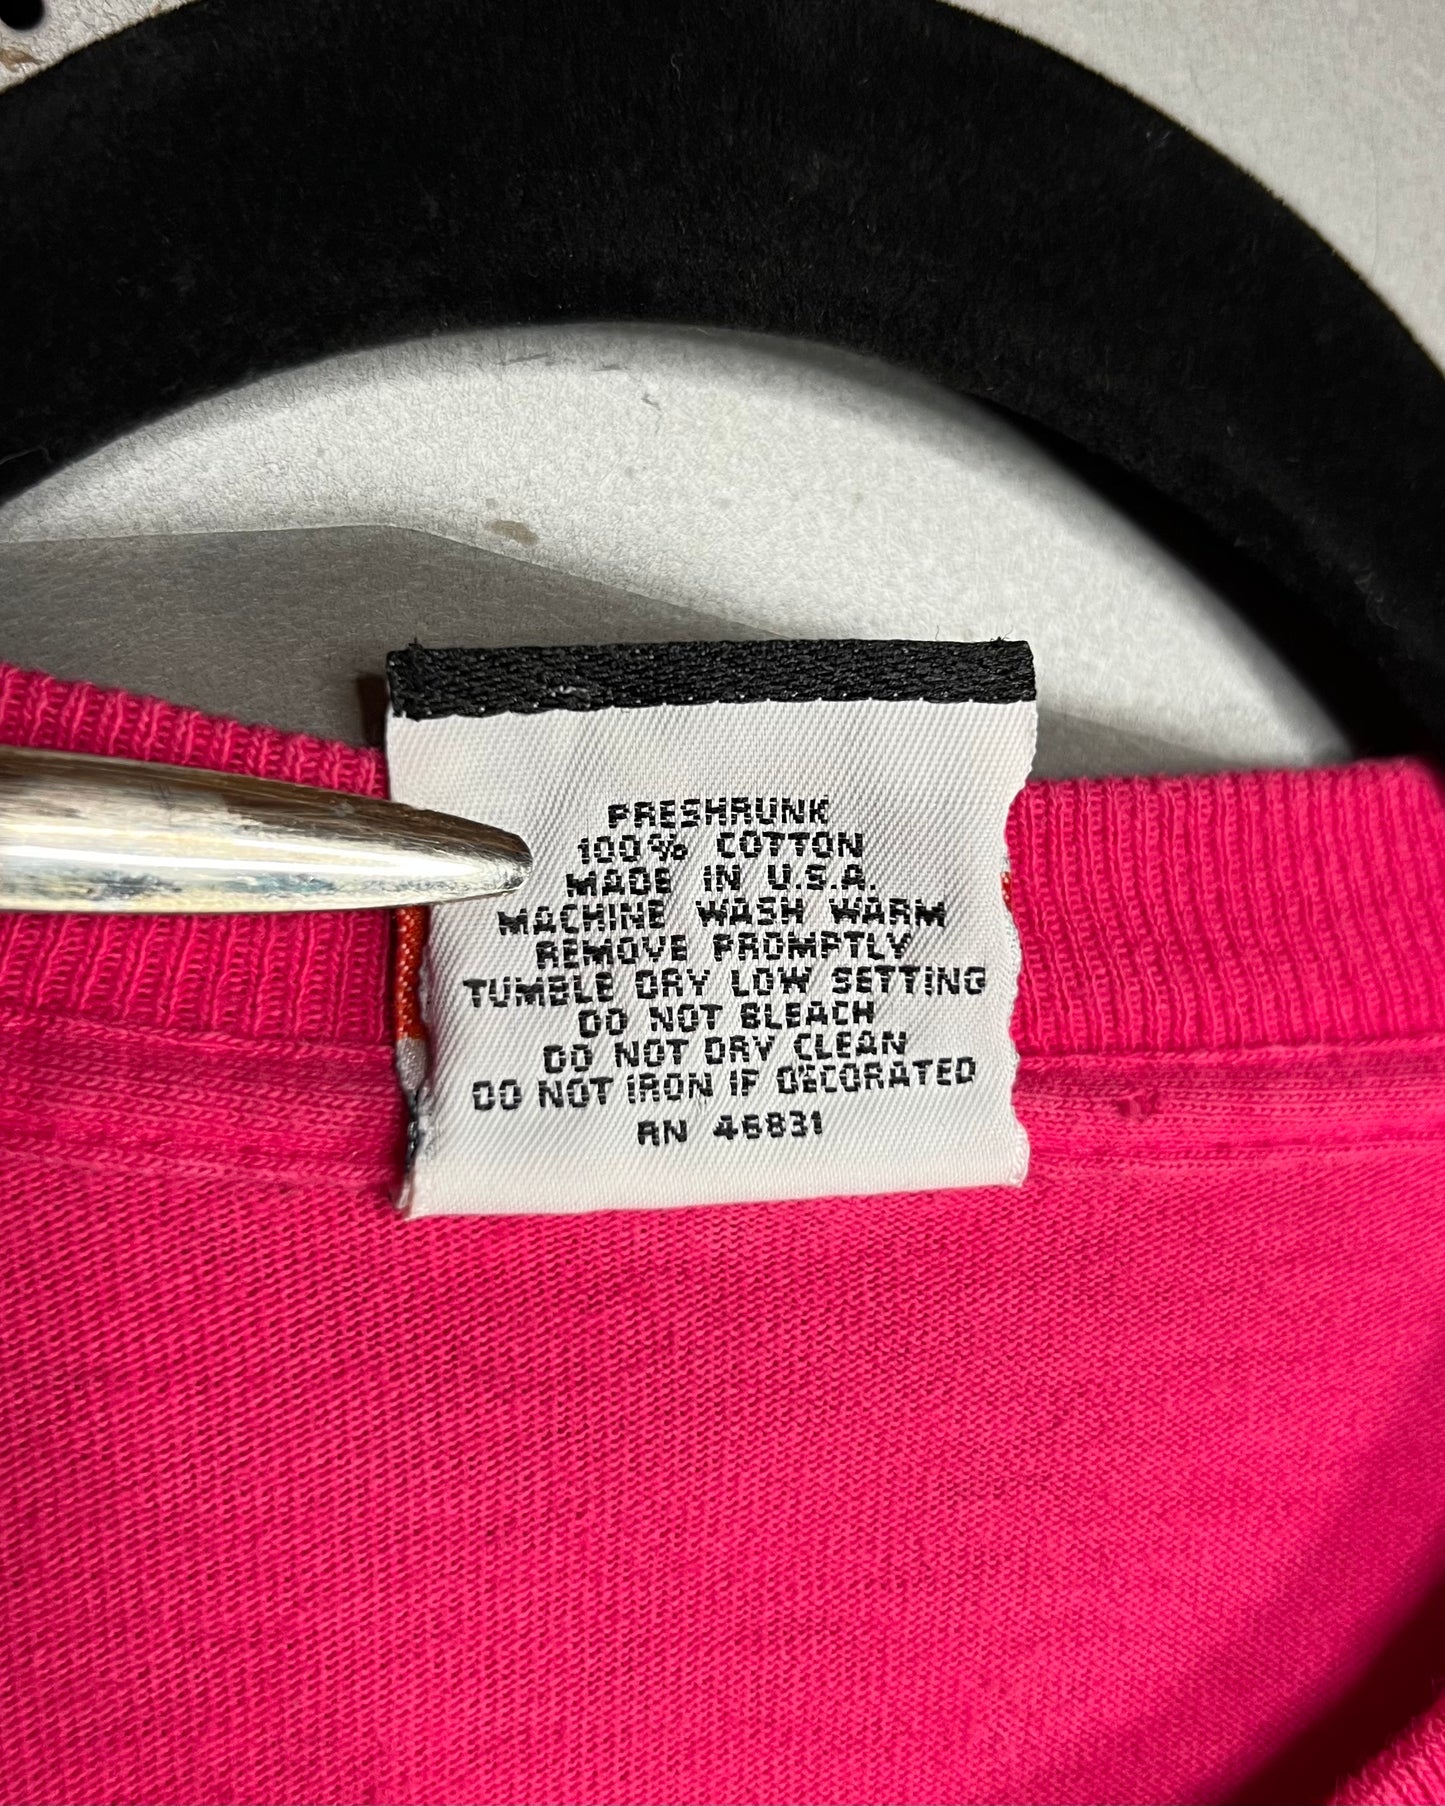 PRESHRUNK
100% COTTON
MADE IN U.S.A.
MACHINE WASH WARM
REMOVE PROMPTLY
TUMBLE DRY LOW SETTING
DO NOT BLEACH
DO NOT DRY CLEAN
DO NOT IRON IF DECORATED
RN 46831